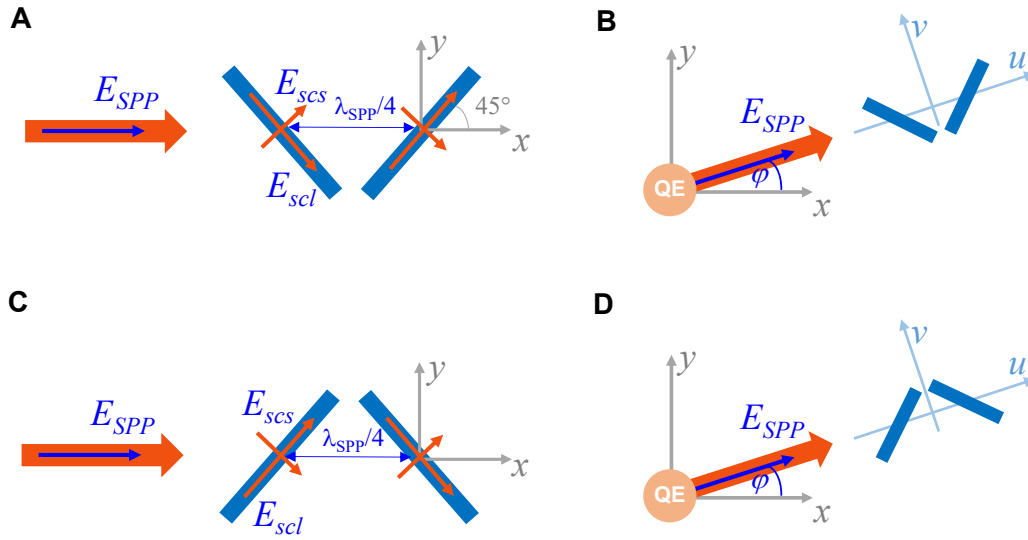 A
E_SPP
E_scs
E_scl
λ_SPP/4
y
45°
x
B
y
v
u
E_SPP
QE
φ
x
C
E_SPP
E_scs
E_scl
λ_SPP/4
y
x
D
y
v
u
E_SPP
QE
φ
x